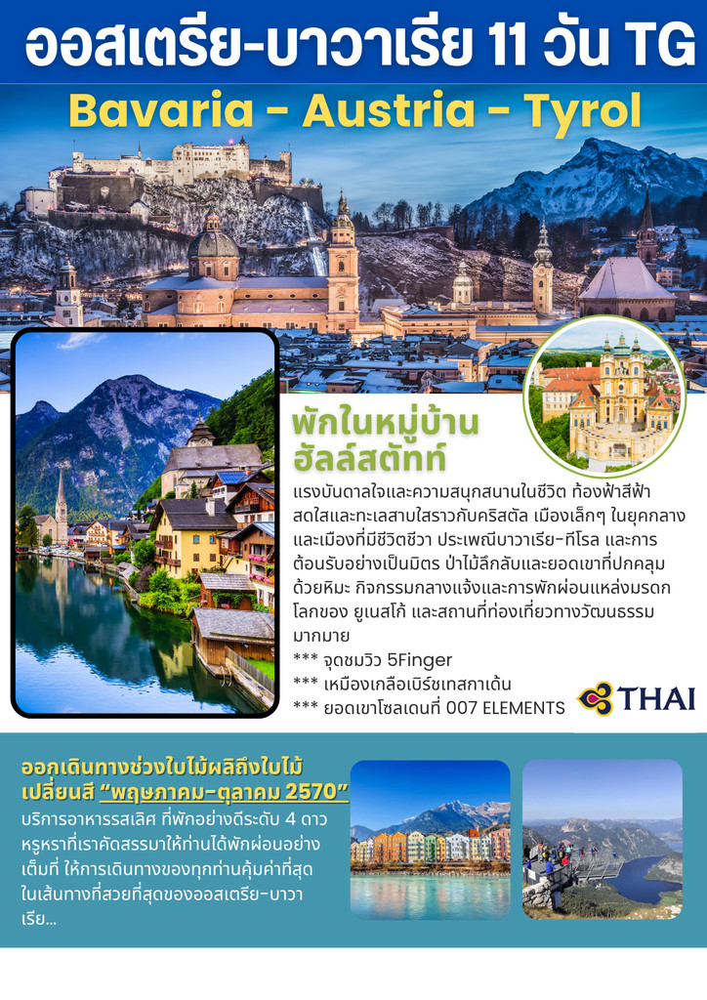 ออสเตรีย-บาวาเรีย 11 วัน TG
Bavaria - Austria - Tyrol
พักในหมู่บ้าน
ฮัลล์สตัทท์
แรงบันดาลใจและความสนุกสนานในชีวิต ท้องฟ้าสีฟ้า
สดใสและทะเลสาบใสราวกับคริสตัล เมืองเล็กๆ ในยุคกลาง
และเมืองที่มีชีวิตชีวา ประเพณีบาวาเรีย-ทีโรล และการ
ต้อนรับอย่างเป็นมิตร ป่าไม้ลึกลับและยอดเขาที่ปกคลุม
ด้วยหิมะ กิจกรรมกลางแจ้งและการพักผ่อนแหล่งมรดก
โลกของ ยูเนสโก้ และสถานที่ท่องเที่ยวทางวัฒนธรรม
มากมาย
*** จุดชมวิว 5Finger
*** เหมืองเกลือเบิร์ชเทสกาเด้น
*** ยอดเขาโซลเดนที่ 007 ELEMENTS
THAI
ออกเดินทางช่วงใบไม้ผลิถึงใบไม้
เปลี่ยนสี “พฤษภาคม-ตุลาคม 2570”
บริการอาหารรสเลิศ ที่พักอย่างดีระดับ 4 ดาว
หรูหราที่เราคัดสรรมาให้ท่านได้พักผ่อนอย่าง
เต็มที่ ให้การเดินทางของทุกท่านคุ้มค่าที่สุด
ในเส้นทางที่สวยที่สุดของออสเตรีย-บาวา
เรีย...